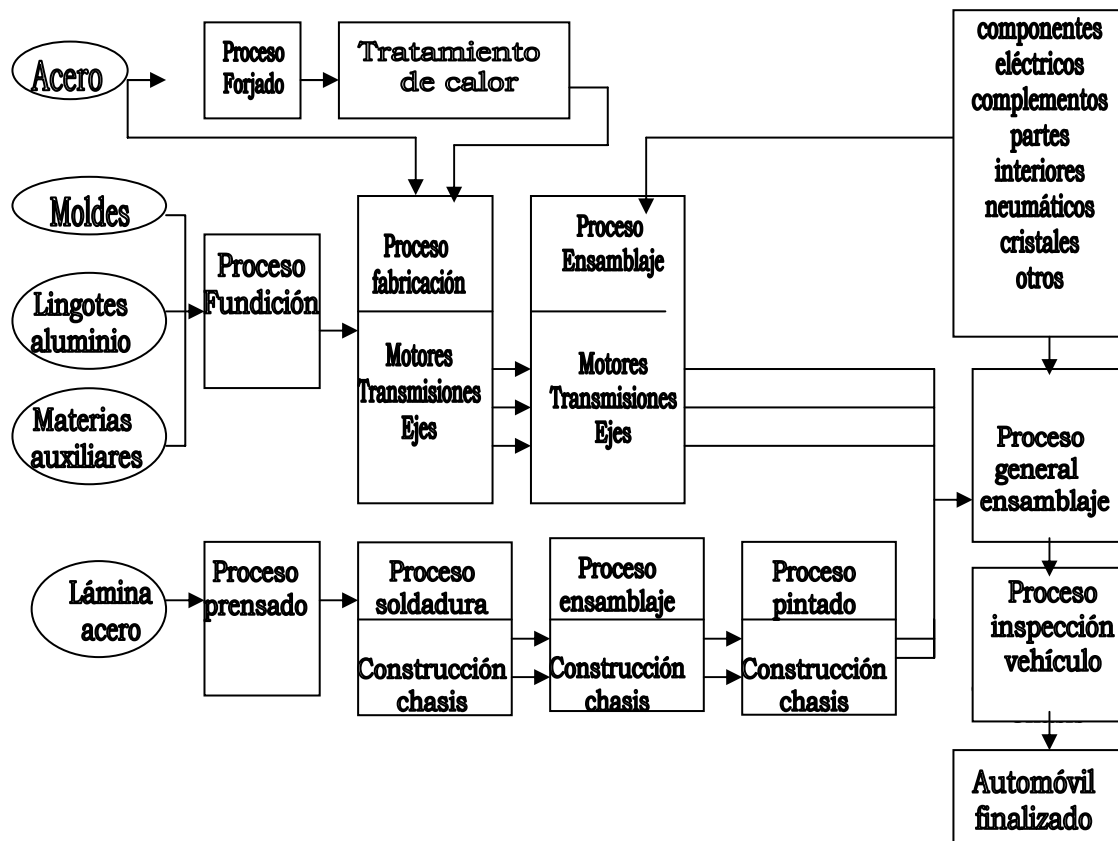 Acero
Proceso
Forjado
Tratamiento
de calor
componentes
eléctricos
complementos
partes
interiores
neumáticos
cristales
otros
Moldes
Lingotes
aluminio
Materias
auxiliares
Proceso
Fundición
Proceso
fabricación
Motores
Transmisiones
Ejes
Proceso
Ensamblaje
Motores
Transmisiones
Ejes
Proceso
general
ensamblaje
Lámina
acero
Proceso
prensado
Proceso
soldadura
Construcción
chasis
Proceso
ensamblaje
Construcción
chasis
Proceso
pintado
Construcción
chasis
Proceso
inspección
vehículo
Automóvil
finalizado